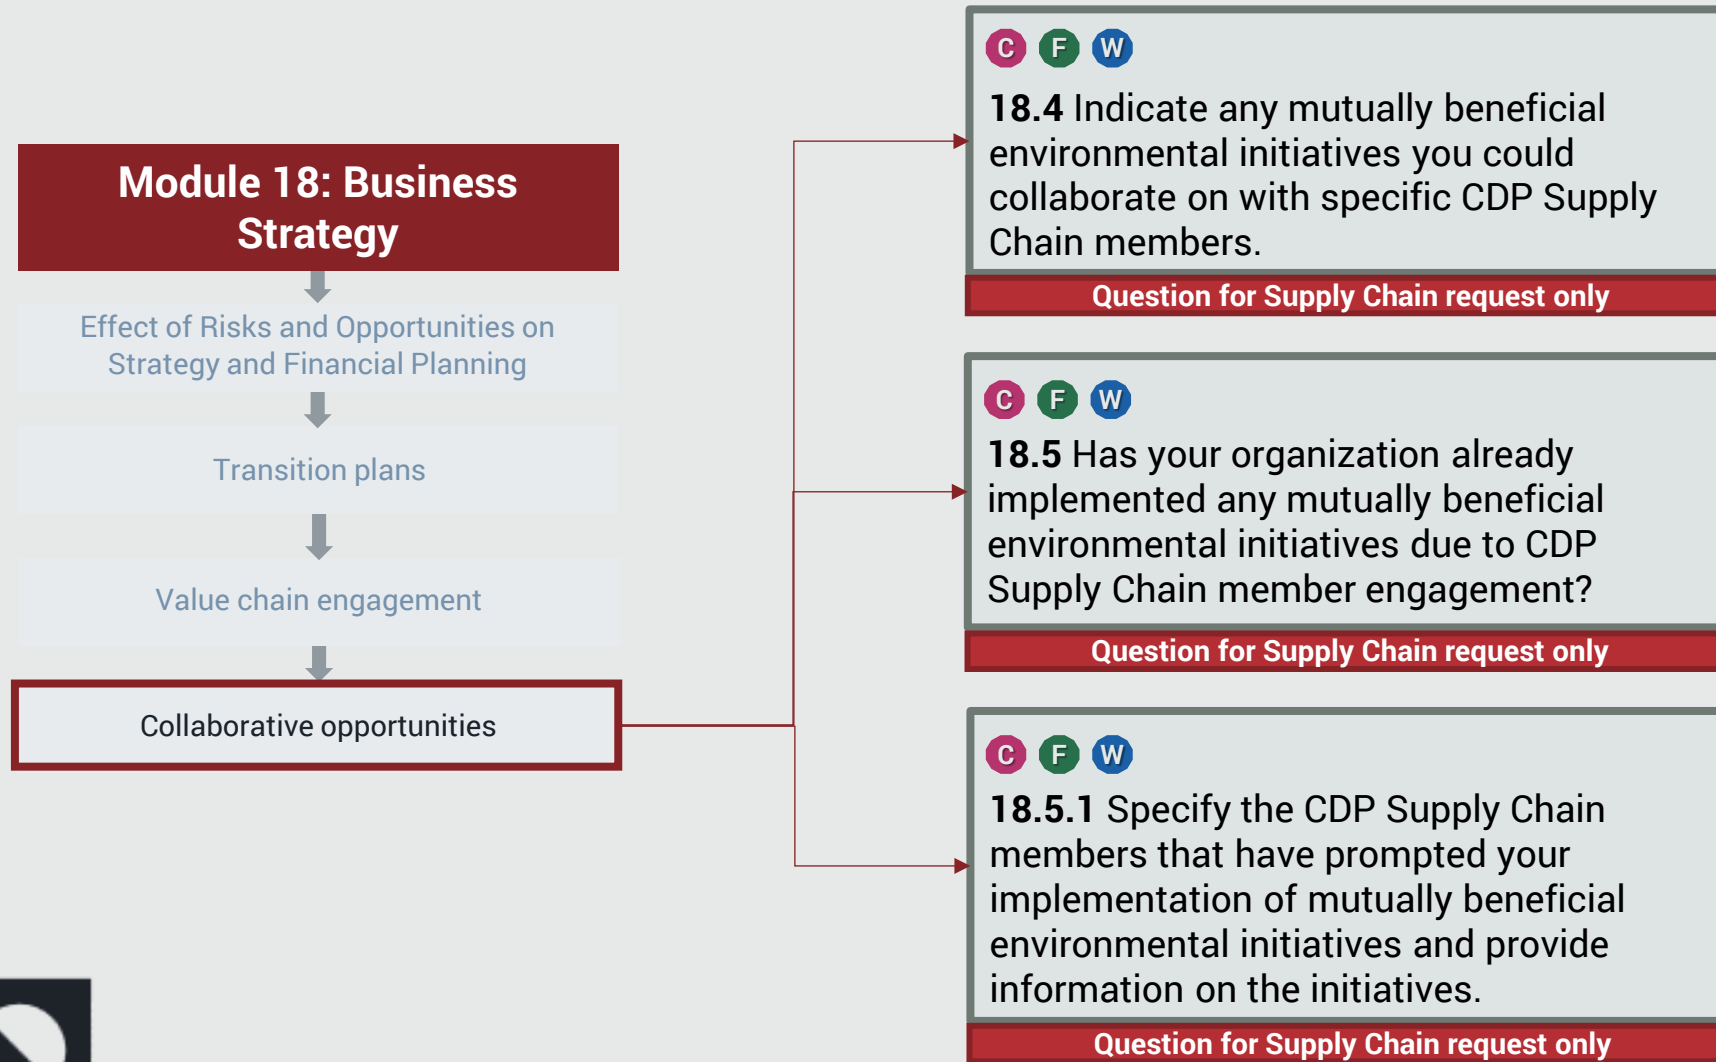 Module 18: Business
Strategy
Effect of Risks and Opportunities on
Strategy and Financial Planning
Transition plans
Value chain engagement
Collaborative opportunities
C F W
18.4 Indicate any mutually beneficial
environmental initiatives you could
collaborate on with specific CDP Supply
Chain members.
Question for Supply Chain request only
C F W
18.5 Has your organization already
implemented any mutually beneficial
environmental initiatives due to CDP
Supply Chain member engagement?
Question for Supply Chain request only
C F W
18.5.1 Specify the CDP Supply Chain
members that have prompted your
implementation of mutually beneficial
environmental initiatives and provide
information on the initiatives.
Question for Supply Chain request only